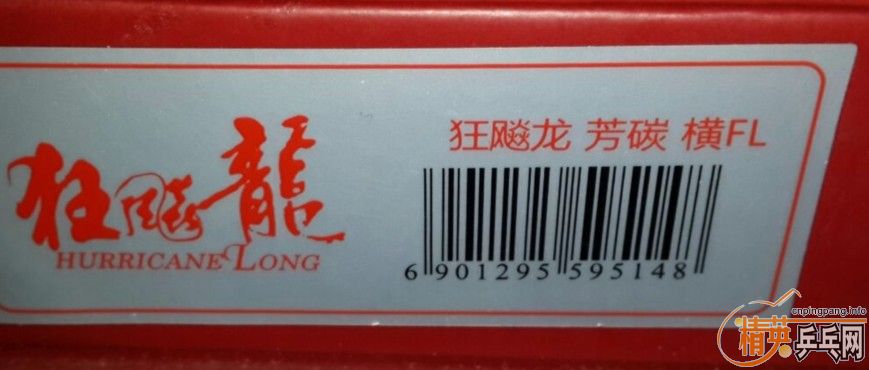 狂飚龍
HURRICANE LONG
狂飚龙 芳碳 横FL
6 901295 595148
cnpingpang.info
精英乒乓网